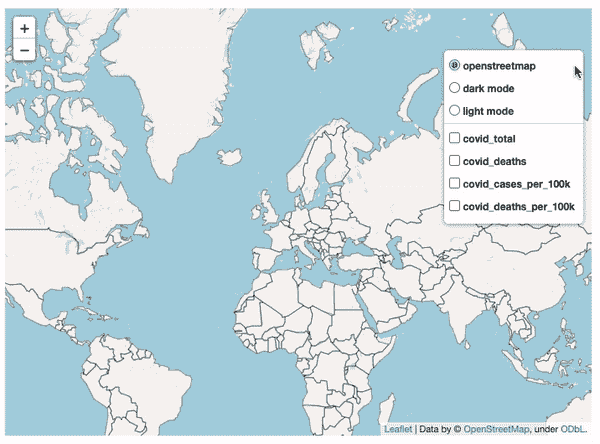 +
−
openstreetmap
dark mode
light mode
covid_total
covid_deaths
covid_cases_per_100k
covid_deaths_per_100k
Leaflet | Data by © OpenStreetMap, under ODbL.